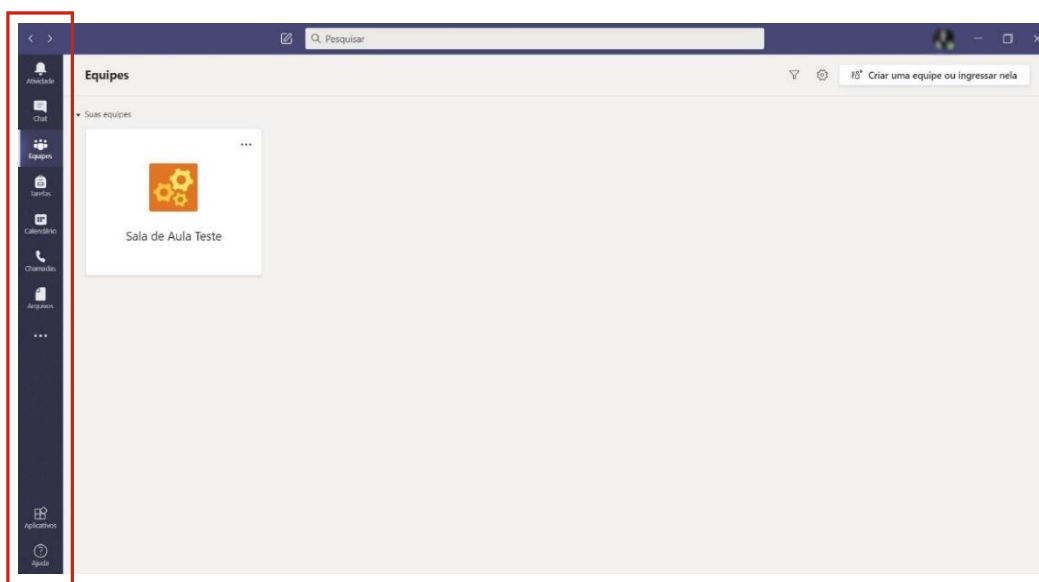 Pesquisar
Atividade
Chat
Equipes
Tarefas
Calendário
Chamadas
Arquivos
...
Aplicativos
Ajuda
Equipes
Criar uma equipe ou ingressar nela
Suas equipes
...
Sala de Aula Teste